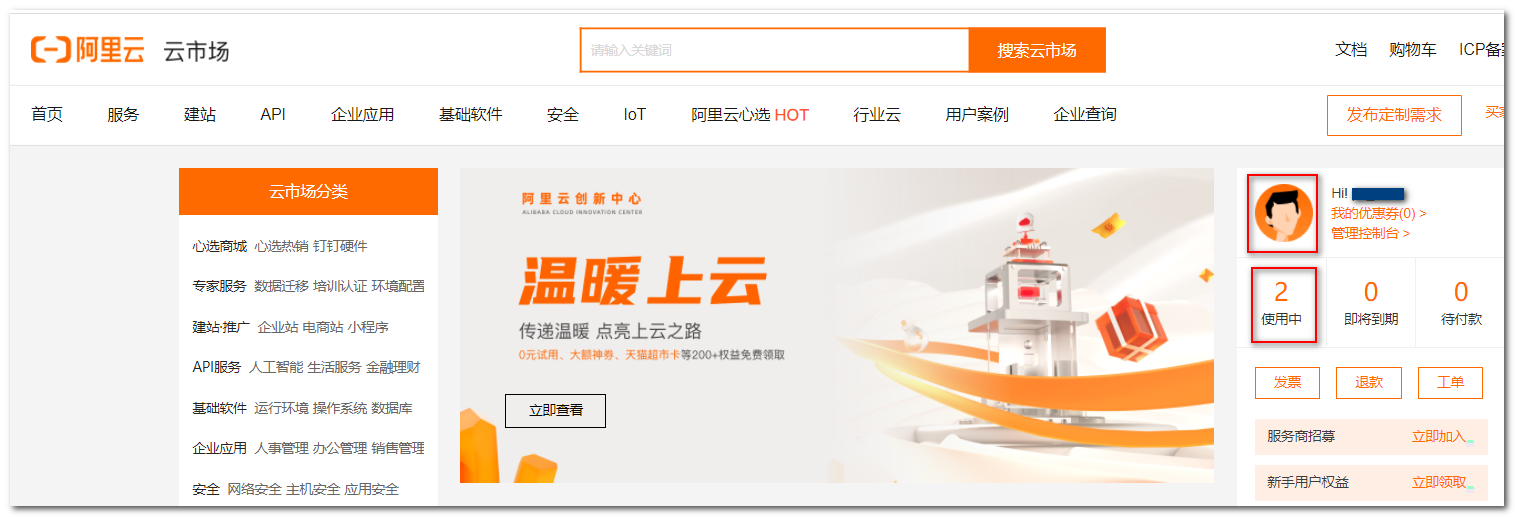 阿里云 云市场
请输入关键词 搜索云市场
文档 购物车 ICP备案
首页 服务 建站 API 企业应用 基础软件 安全 IoT 阿里云心选 HOT 行业云 用户案例 企业查询 发布定制需求
云市场分类
心选商城 心选热销 钉钉硬件
专家服务 数据迁移 培训认证 环境配置
建站·推广 企业站 电商站 小程序
API服务 人工智能 生活服务 金融理财
基础软件 运行环境 操作系统 数据库
企业应用 人事管理 办公管理 销售管理
安全 网络安全 主机安全 应用安全
阿里云创新中心
ALIBABA CLOUD INNOVATION CENTER
温暖上云
传递温暖 点亮上云之路
0元试用、大额神券、天猫超市卡等200+权益免费领取
立即查看
Hi!
我的优惠券(0) >
管理控制台 >
2 0 0
使用中 即将到期 待付款
发票 退款 工单
服务商招募 立即加入
新手用户权益 立即领取